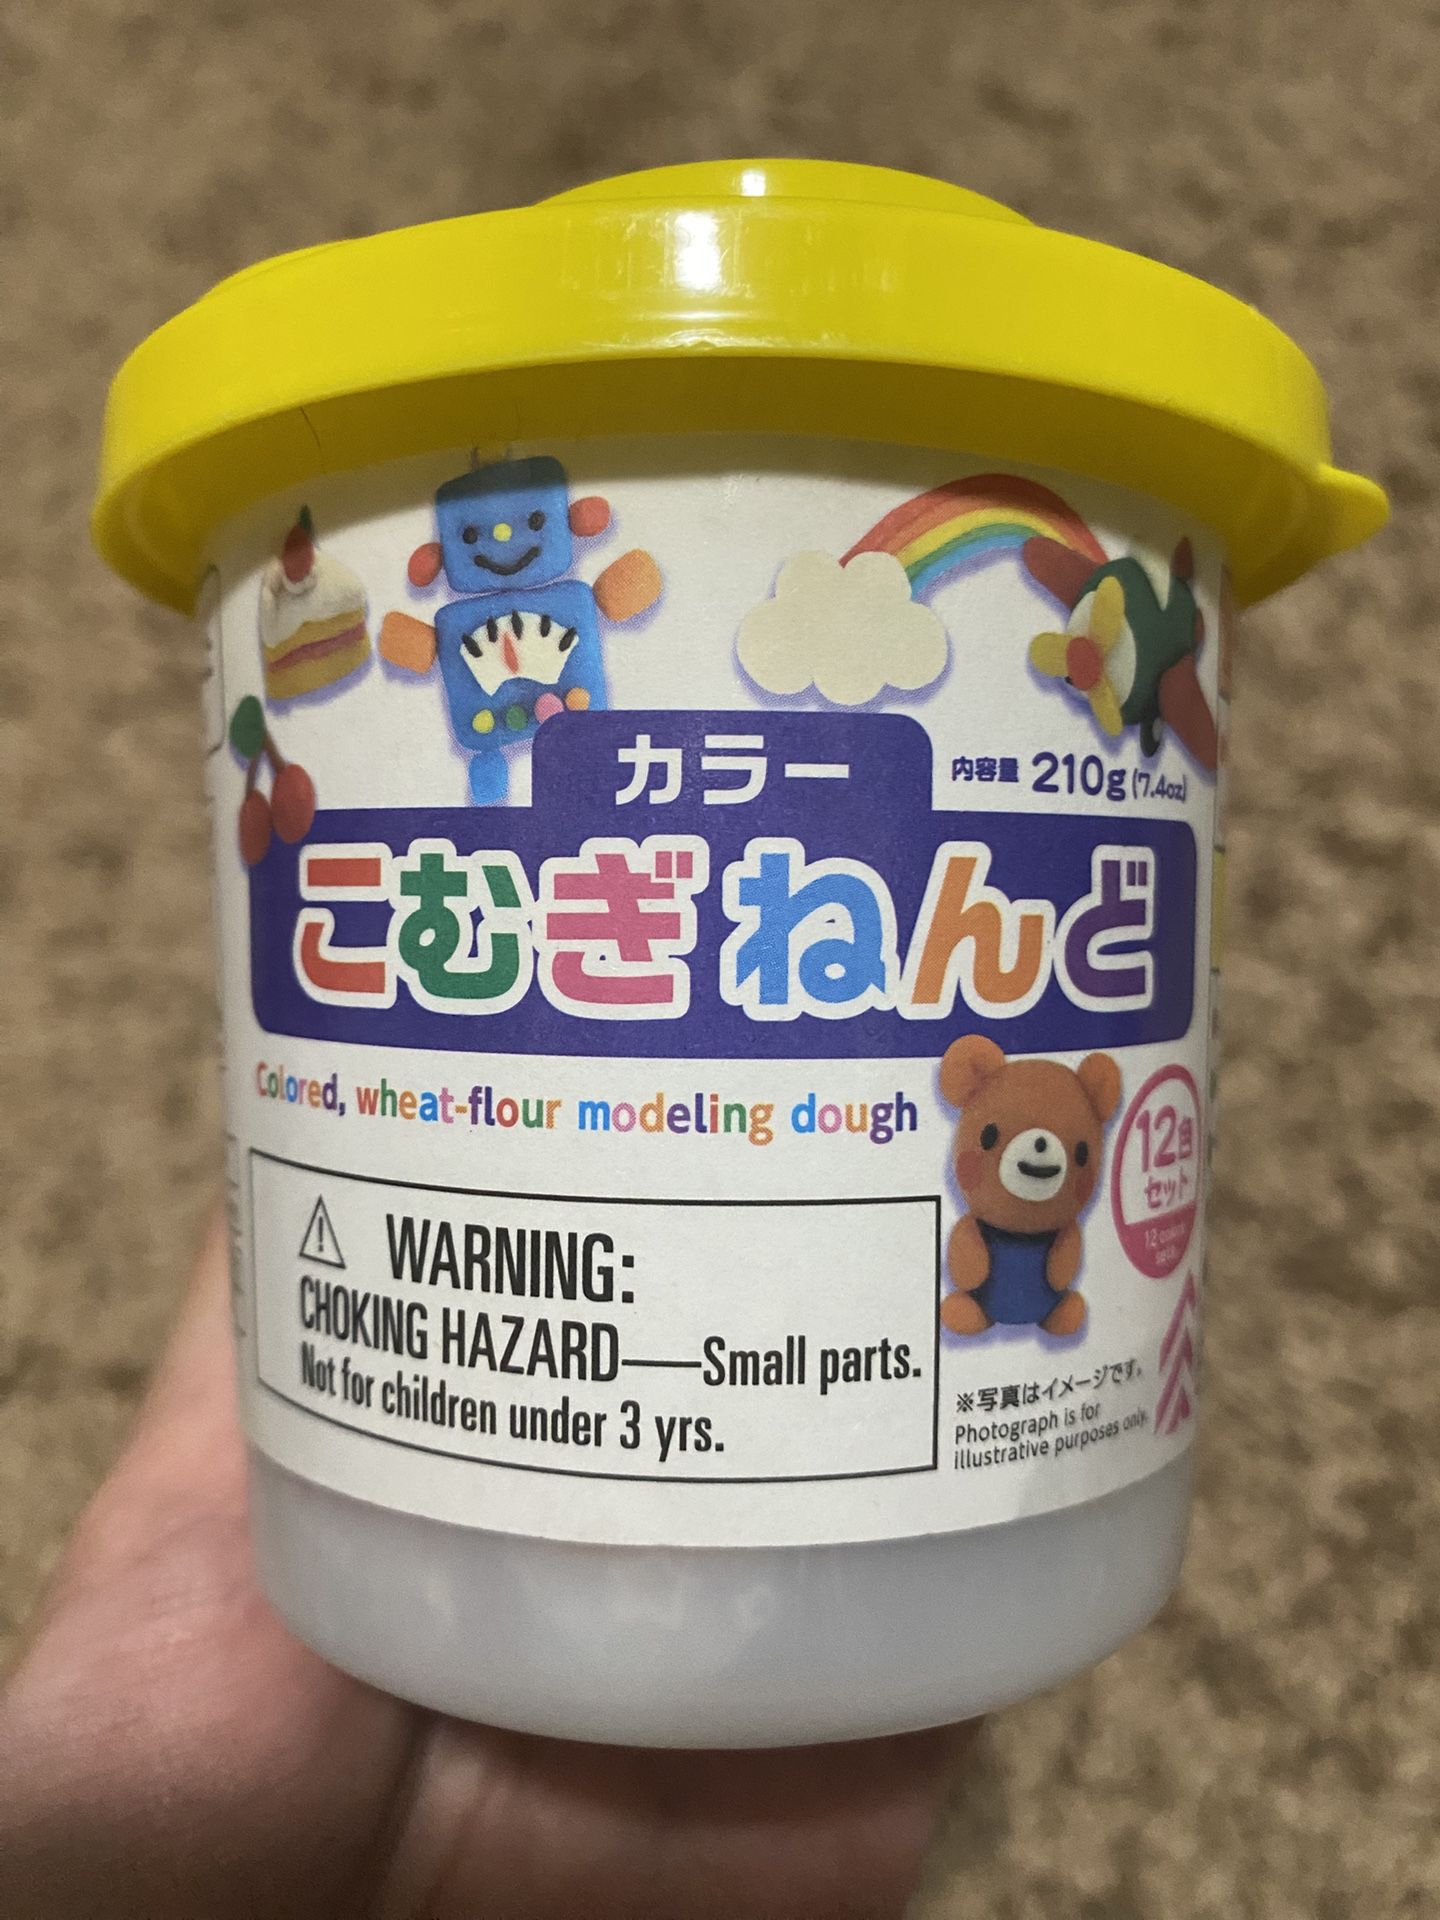 カラー
内容量 210g (7.4oz)
こむぎねんど
Colored, wheat-flour modeling dough
12色
セット
WARNING:
CHOKING HAZARD—Small parts.
Not for children under 3 yrs.
※写真はイメージです。
Photograph is for
illustrative purposes only.